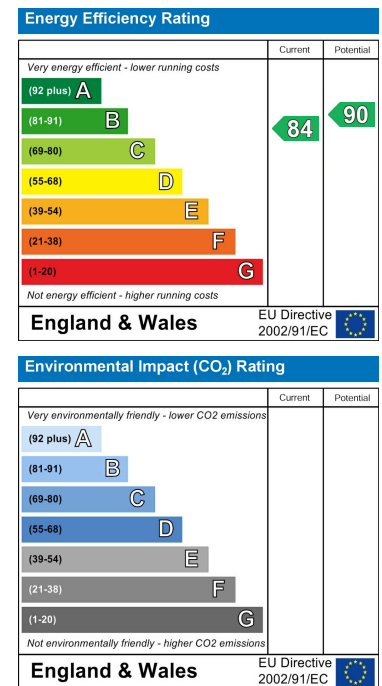 Energy Efficiency Rating
Current Potential
Very energy efficient - lower running costs
(92 plus) A
(81-91) B
(69-80) C
(55-68) D
(39-54) E
(21-38) F
(1-20) G
84
90
Not energy efficient - higher running costs
England & Wales
EU Directive
2002/91/EC
Environmental Impact (CO₂) Rating
Current Potential
Very environmentally friendly - lower CO2 emissions
(92 plus) A
(81-91) B
(69-80) C
(55-68) D
(39-54) E
(21-38) F
(1-20) G
Not environmentally friendly - higher CO2 emissions
England & Wales
EU Directive
2002/91/EC